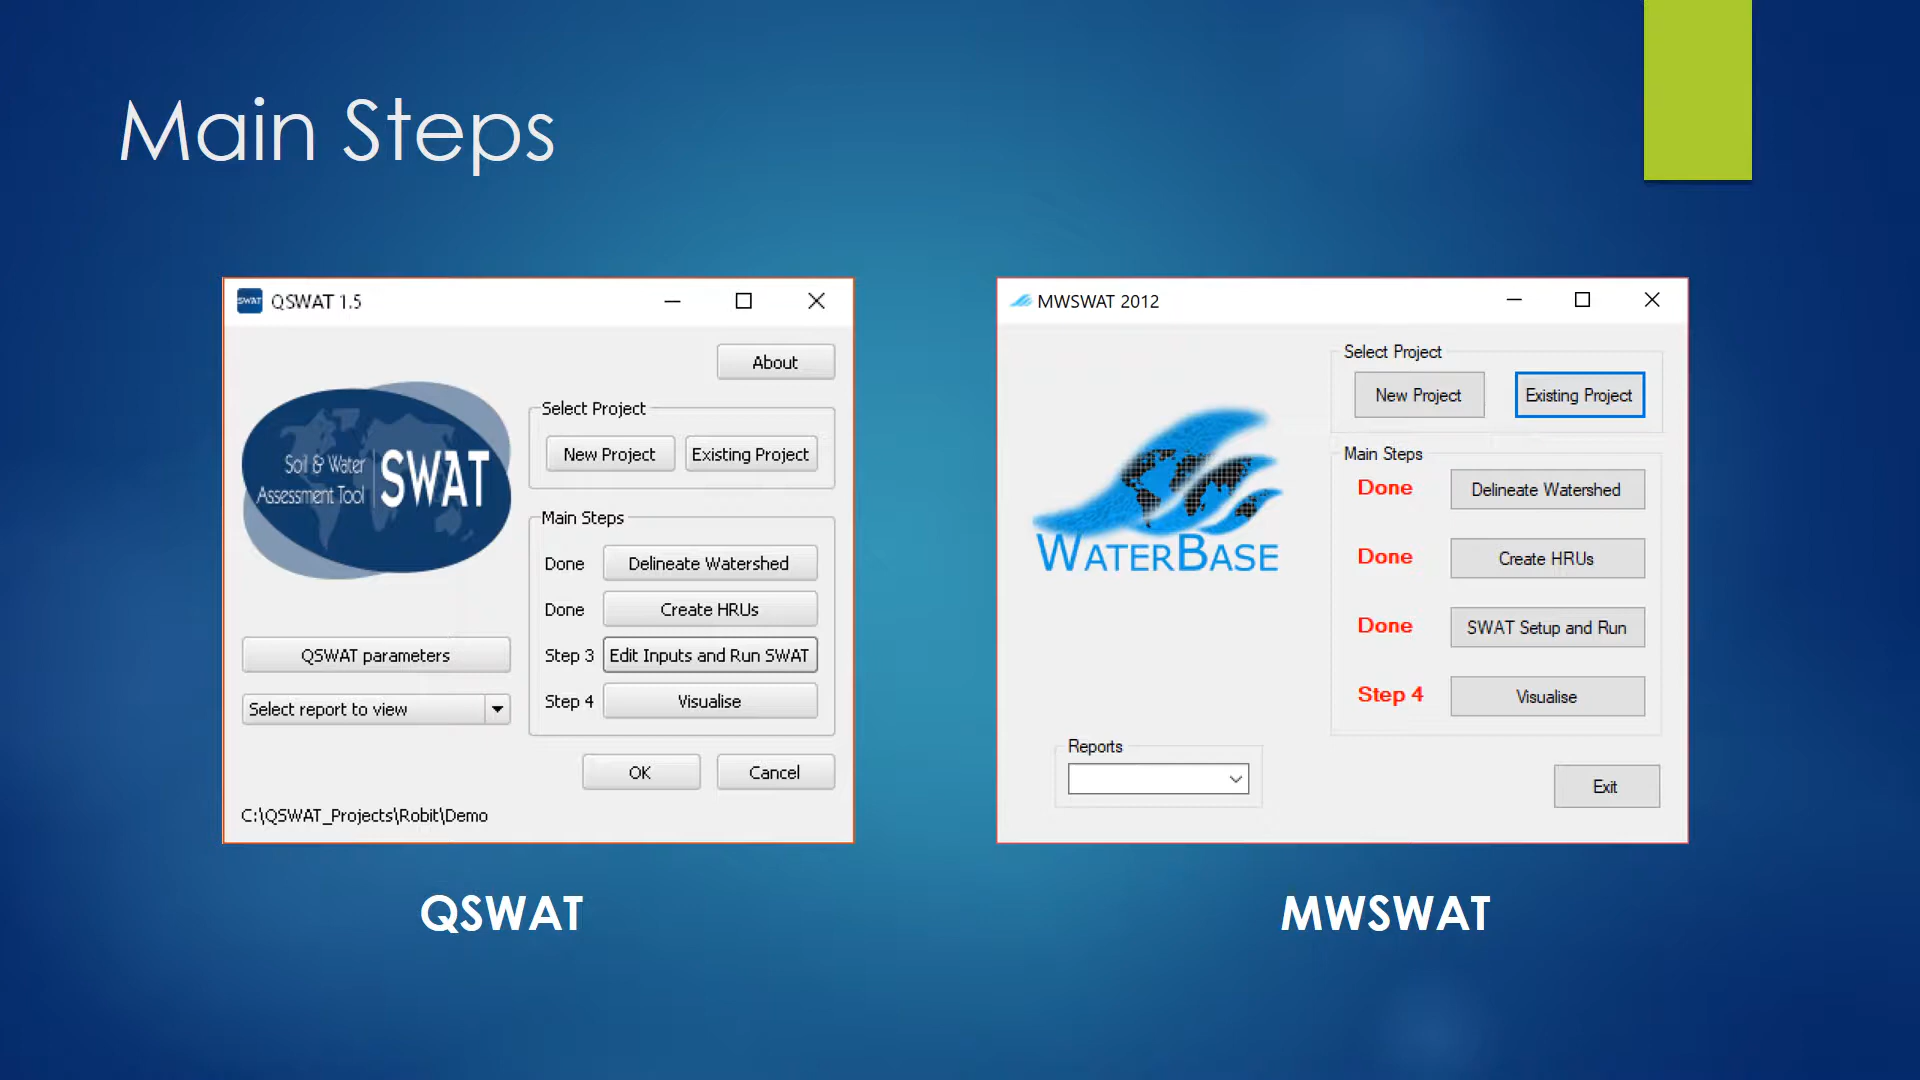 Main Steps
SWAT
QSWAT 1.5
About
Soil & Water
Assessment Tool
SWAT
Select Project
New Project
Existing Project
Main Steps
Done
Delineate Watershed
Done
Create HRUs
Step 3
Edit Inputs and Run SWAT
Step 4
Visualise
QSWAT parameters
Select report to view
OK
Cancel
C:\QSWAT_Projects\Robit\Demo
QSWAT
MWSWAT 2012
WATERBASE
Select Project
New Project
Existing Project
Main Steps
Done
Delineate Watershed
Done
Create HRUs
Done
SWAT Setup and Run
Step 4
Visualise
Reports
Exit
MWSWAT